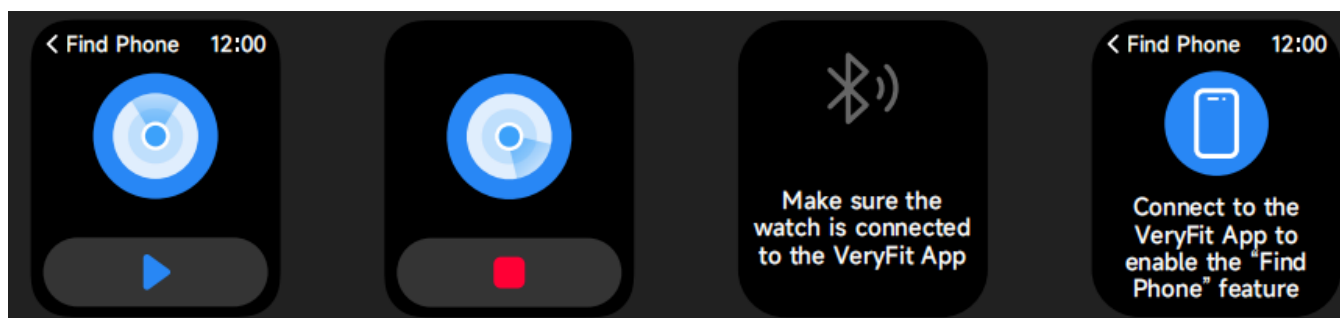 Find Phone 12:00
Make sure the
watch is connected
to the VeryFit App
Find Phone 12:00
Connect to the
VeryFit App to
enable the “Find
Phone” feature